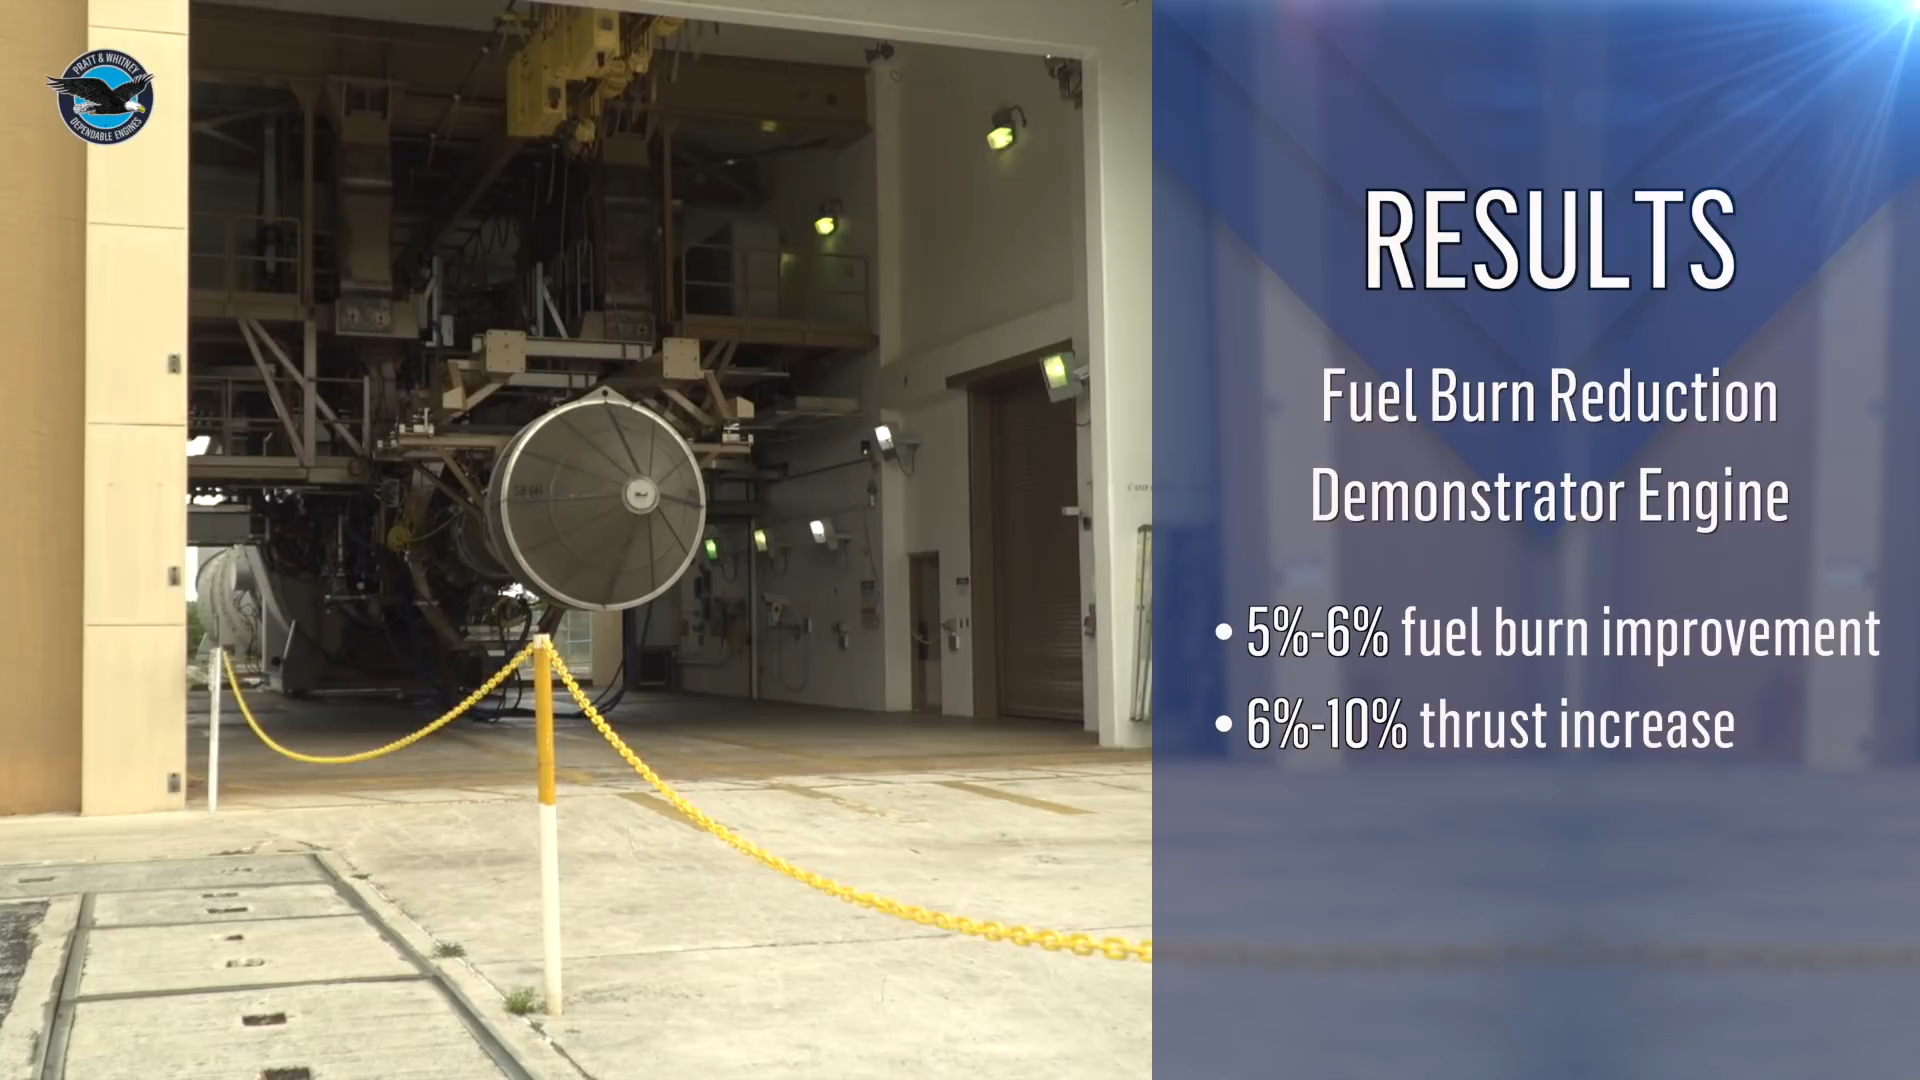 PRATT & WHITNEY
DEPENDABLE ENGINES
RESULTS
Fuel Burn Reduction
Demonstrator Engine
• 5%-6% fuel burn improvement
• 6%-10% thrust increase